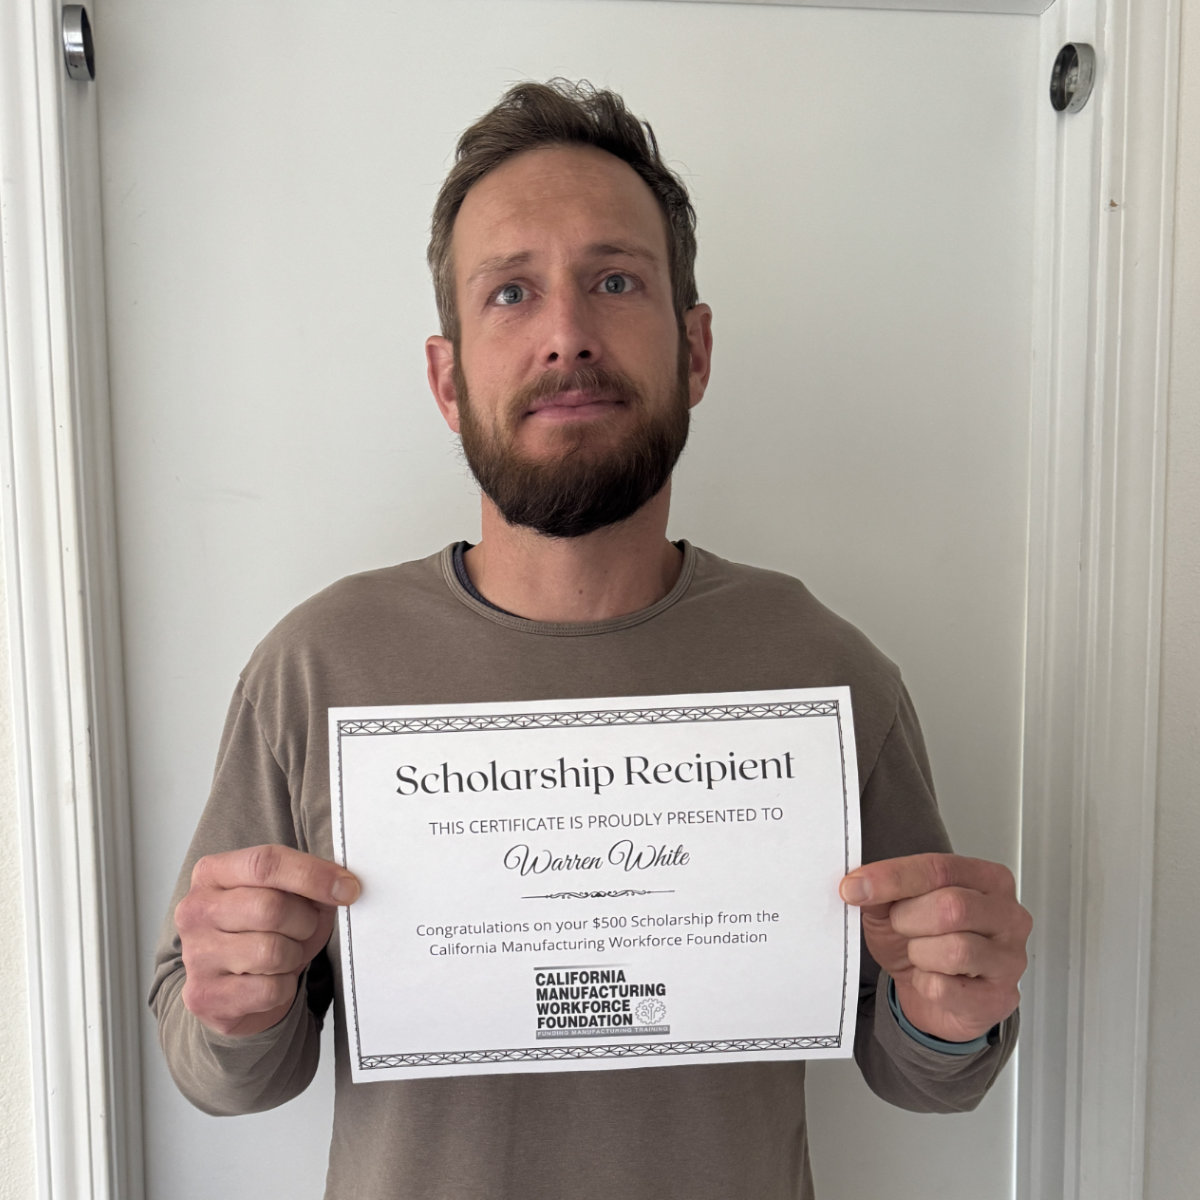 Scholarship Recipient
THIS CERTIFICATE IS PROUDLY PRESENTED TO
Warren White
Congratulations on your $500 Scholarship from the
California Manufacturing Workforce Foundation
CALIFORNIA
MANUFACTURING
WORKFORCE
FOUNDATION
FUNDING MANUFACTURING TRAINING